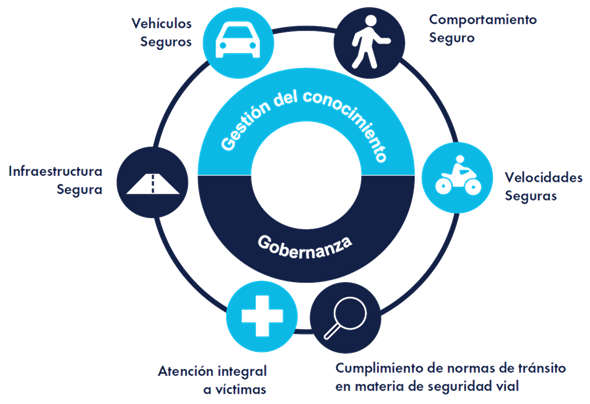 Vehículos
Seguros
Comportamiento
Seguro
Gestión del conocimiento
Infraestructura
Segura
Velocidades
Seguras
Gobernanza
Atención integral
a víctimas
Cumplimiento de normas de tránsito
en materia de seguridad vial